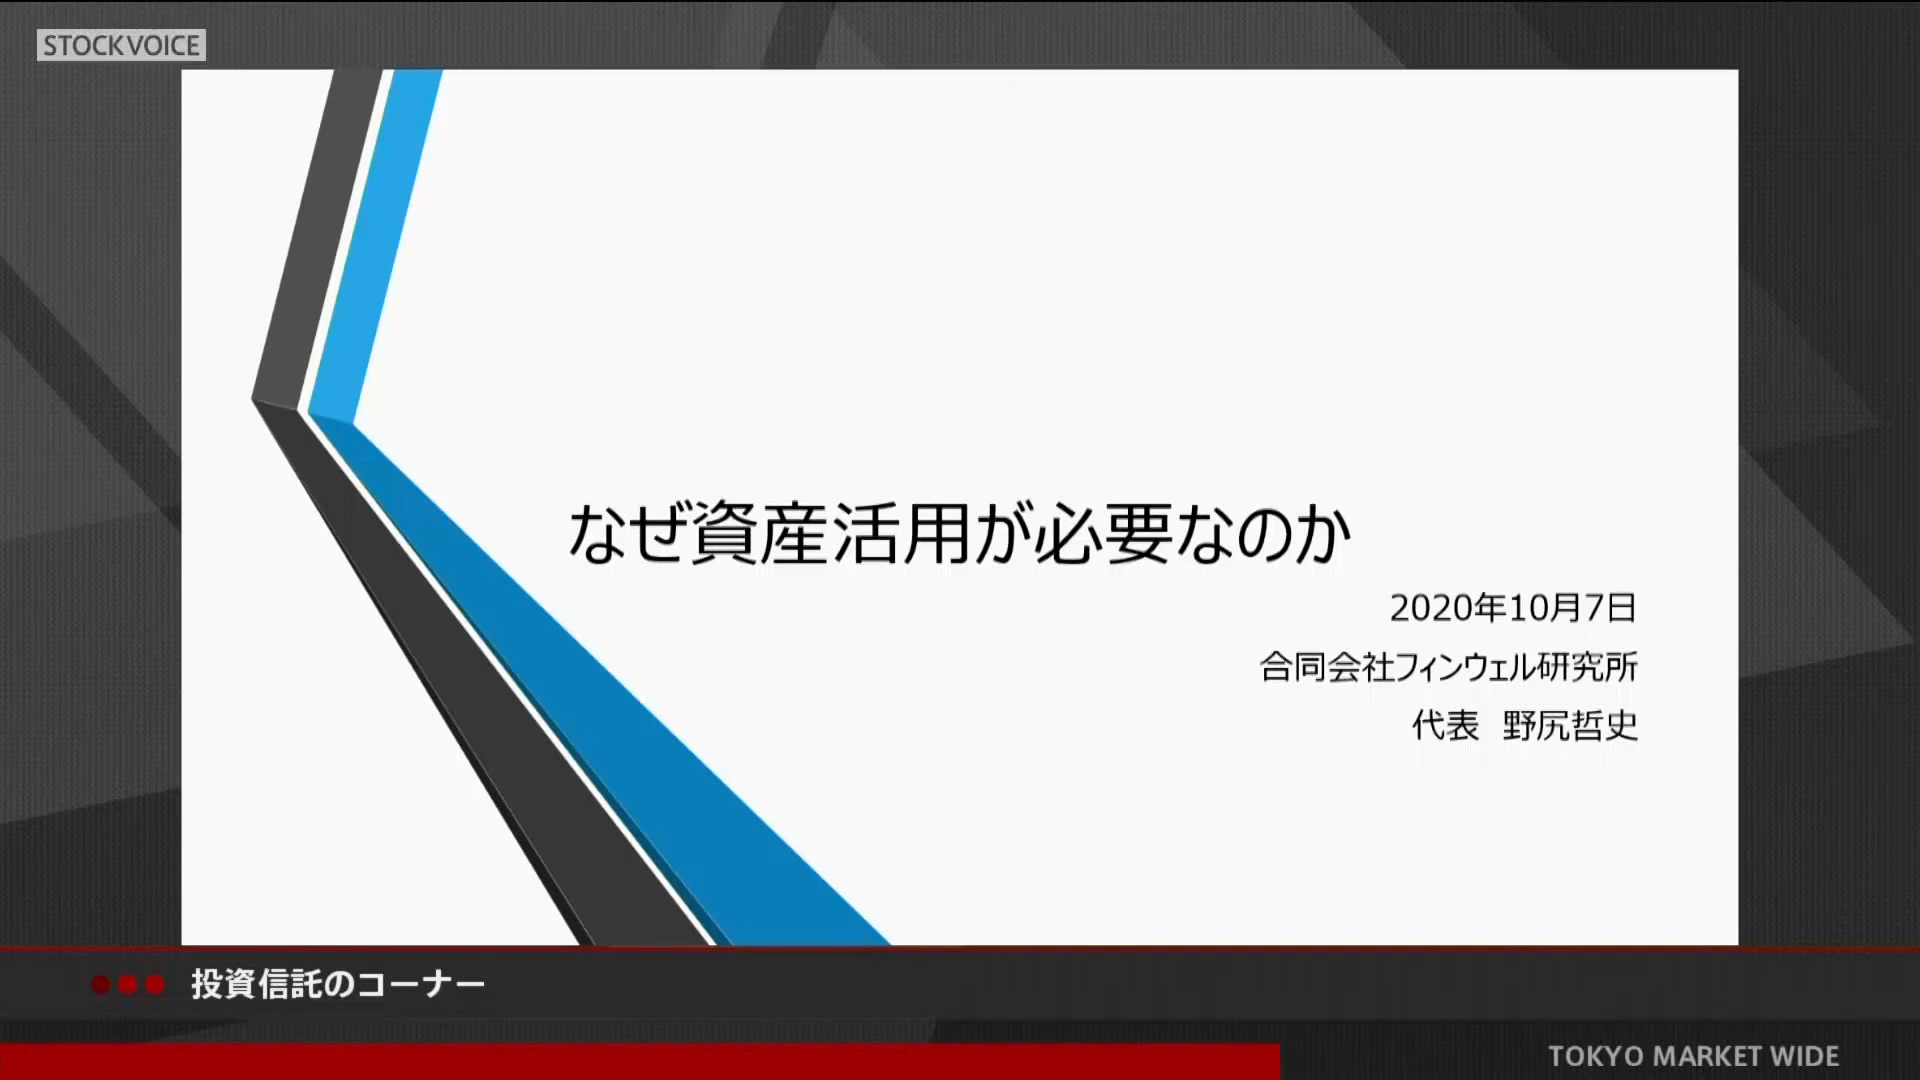 STOCKVOICE
なぜ資産活用が必要なのか
2020年10月7日
合同会社フィンウェル研究所
代表　野尻哲史
投資信託のコーナー
TOKYO MARKET WIDE